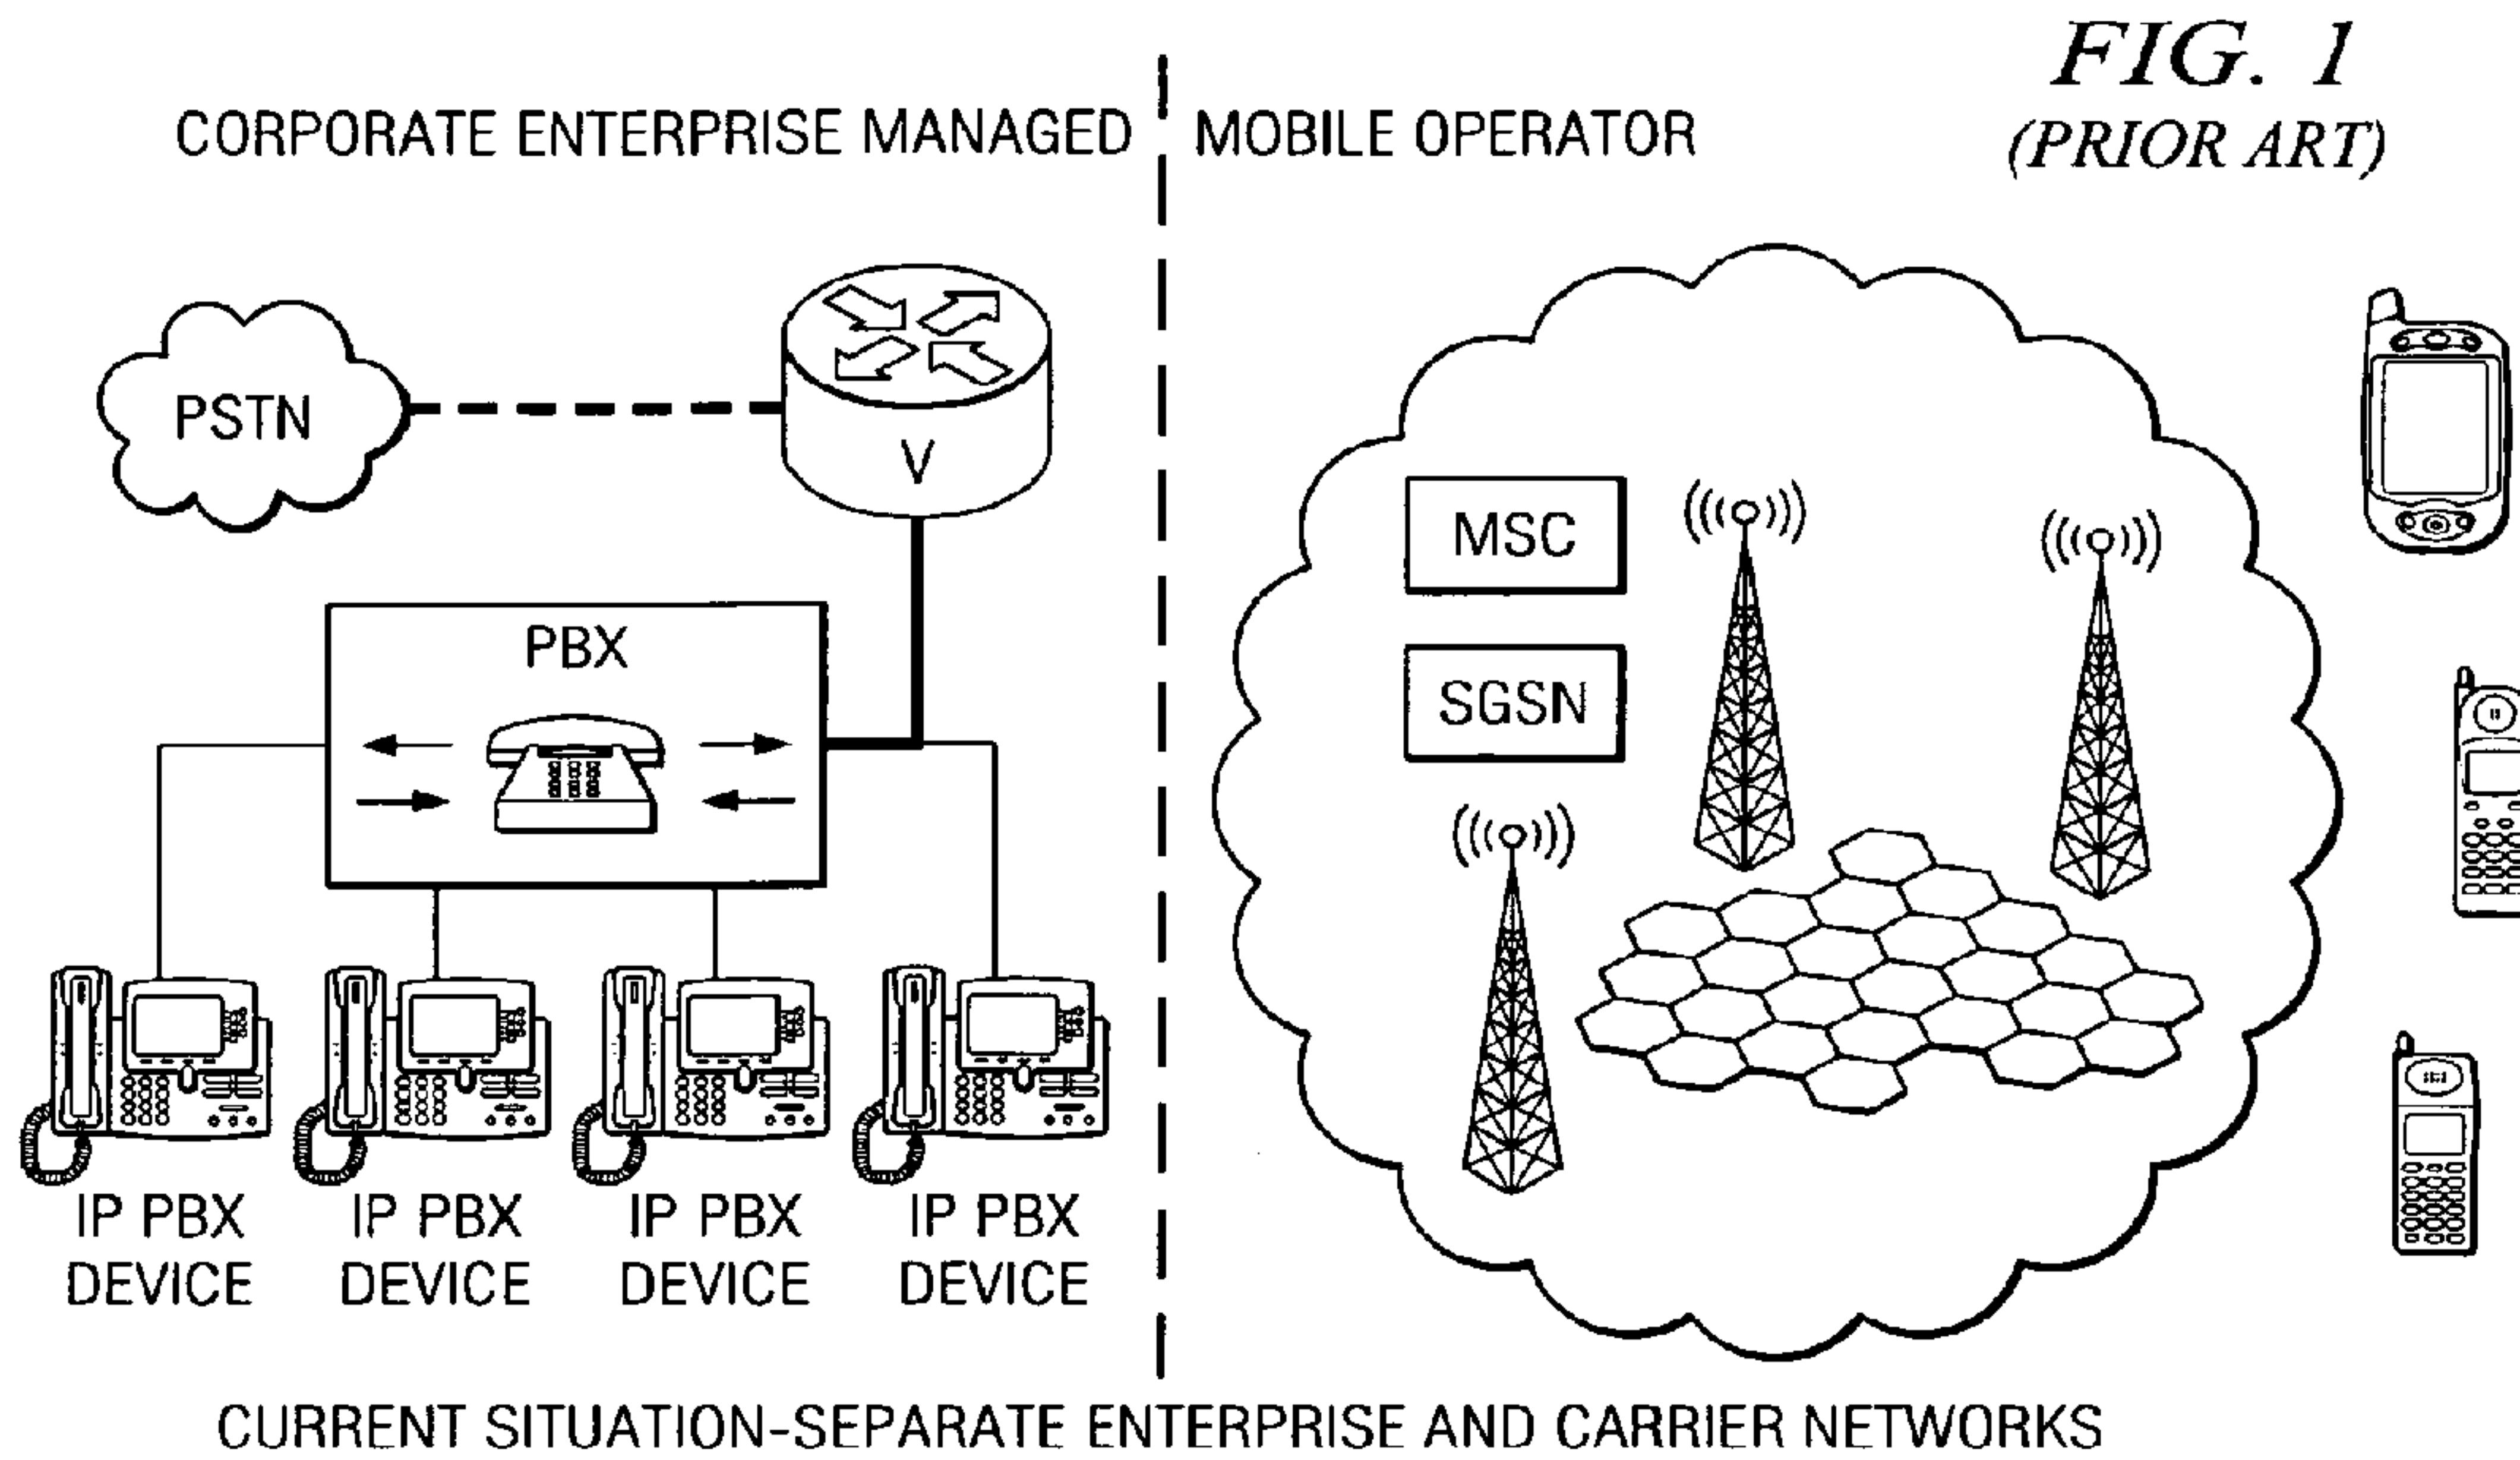 FIG. 1
(PRIOR ART)
CORPORATE ENTERPRISE MANAGED
MOBILE OPERATOR
PSTN
V
MSC
PBX
SGSN
IP PBX
DEVICE
IP PBX
DEVICE
IP PBX
DEVICE
IP PBX
DEVICE
CURRENT SITUATION-SEPARATE ENTERPRISE AND CARRIER NETWORKS